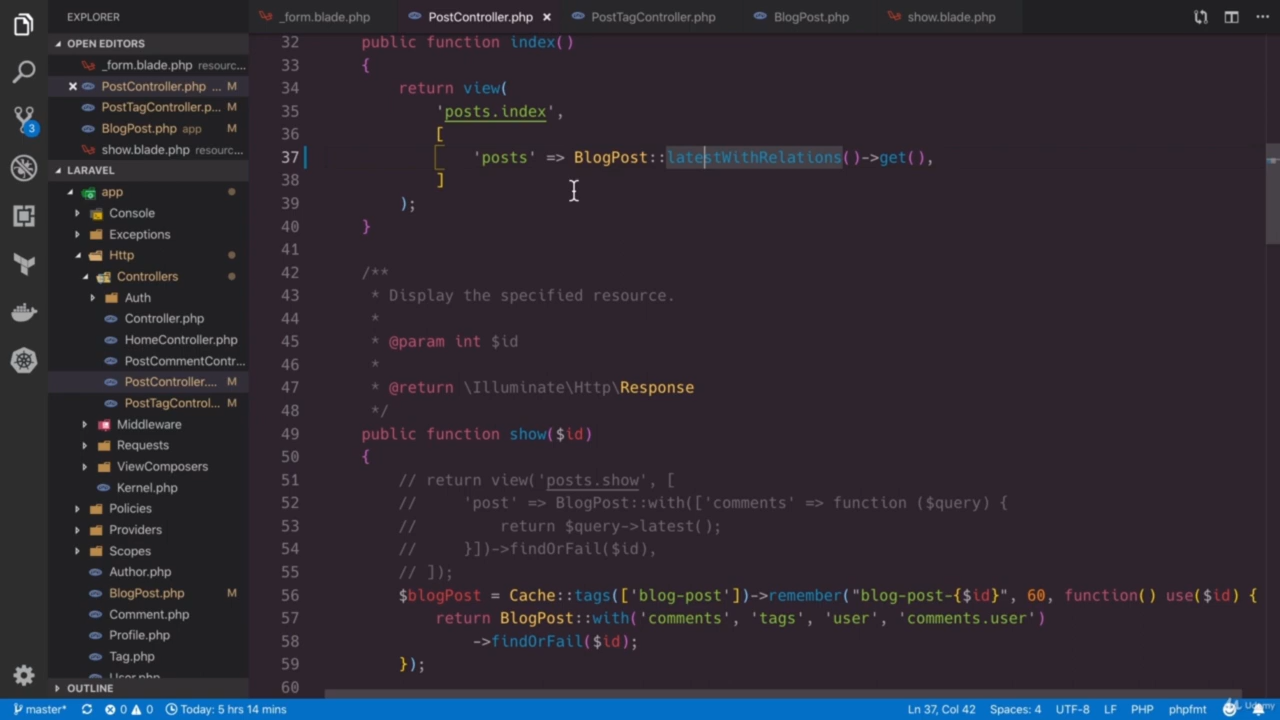 EXPLORER
OPEN EDITORS
_form.blade.php resourc...
PostController.php ... M
PostTagController.p... M
BlogPost.php app M
show.blade.php resourc...
LARAVEL
app
Console
Exceptions
Http
Controllers
Auth
Controller.php
HomeController.php
PostCommentContr...
PostController.... M
PostTagControl... M
Middleware
Requests
ViewComposers
Kernel.php
Policies
Providers
Scopes
Author.php
BlogPost.php M
Comment.php
Profile.php
Tag.php
User.php
OUTLINE
3
_form.blade.php PostController.php PostTagController.php BlogPost.php show.blade.php
32 public function index()
33 {
34 return view(
35 'posts.index',
36 [
37 'posts' => BlogPost::latestWithRelations()->get(),
38 ]
39 );
40 }
41
42 /**
43 * Display the specified resource.
44 *
45 * @param int $id
46 *
47 * @return \Illuminate\Http\Response
48 */
49 public function show($id)
50 {
51 // return view('posts.show', [
52 // 'post' => BlogPost::with(['comments' => function ($query) {
53 // return $query->latest();
54 // }])->findOrFail($id),
55 // ]);
56 $blogPost = Cache::tags(['blog-post'])->remember("blog-post-{$id}", 60, function() use($id) {
57 return BlogPost::with('comments', 'tags', 'user', 'comments.user')
58 ->findOrFail($id);
59 });
60
master* 0 0 Today: 5 hrs 14 mins Ln 37, Col 42 Spaces: 4 UTF-8 LF PHP phpfmt
Udemy